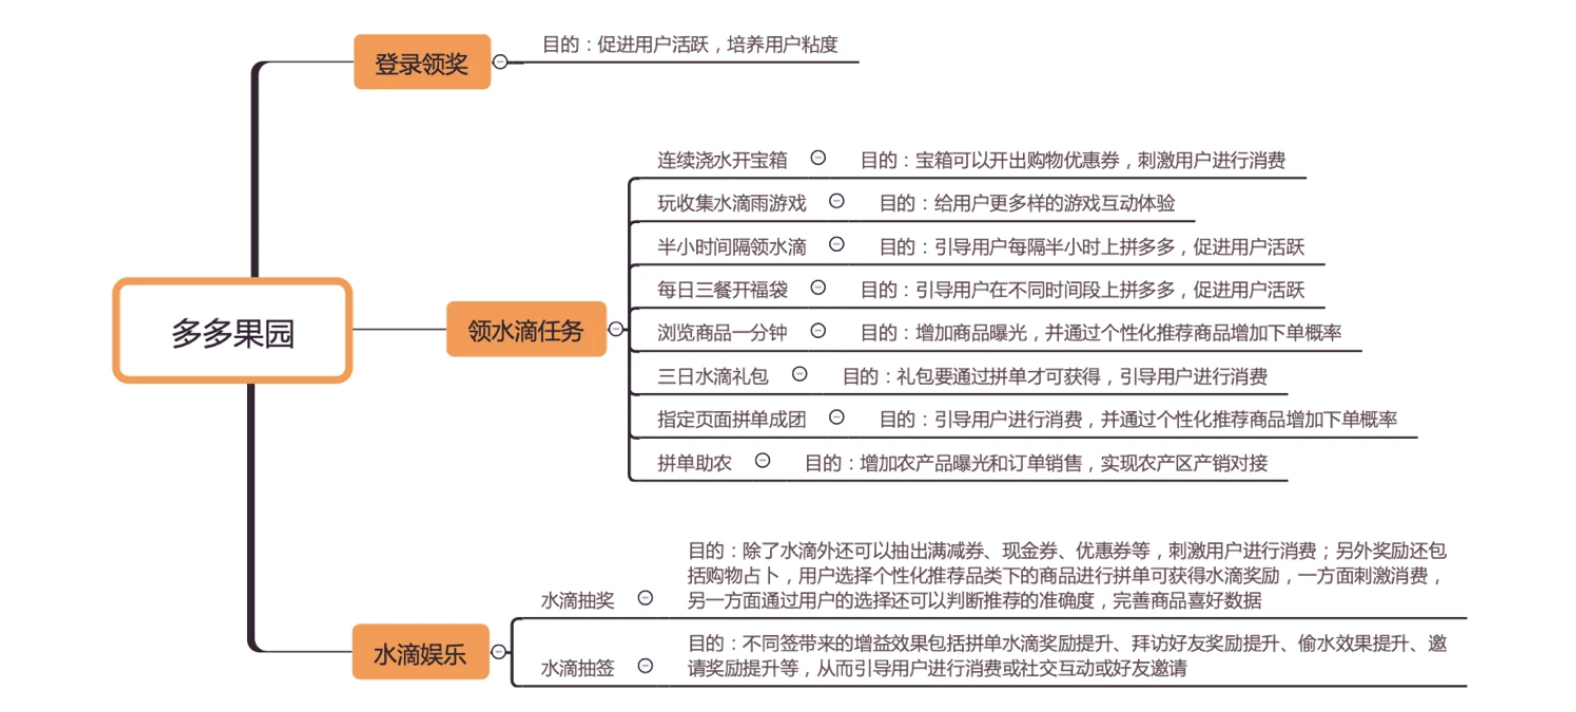 登录领奖
目的：促进用户活跃，培养用户粘度
多多果园
领水滴任务
连续浇水开宝箱 目的：宝箱可以开出购物优惠券，刺激用户进行消费
玩收集水滴雨游戏 目的：给用户更多样的游戏互动体验
半小时间隔领水滴 目的：引导用户每隔半小时上拼多多，促进用户活跃
每日三餐开福袋 目的：引导用户在不同时间段上拼多多，促进用户活跃
浏览商品一分钟 目的：增加商品曝光，并通过个性化推荐商品增加下单概率
三日水滴礼包 目的：礼包要通过拼单才可获得，引导用户进行消费
指定页面拼单成团 目的：引导用户进行消费，并通过个性化推荐商品增加下单概率
拼单助农 目的：增加农产品曝光和订单销售，实现农产区产销对接
水滴娱乐
水滴抽奖
目的：除了水滴外还可以抽出满减券、现金券、优惠券等，刺激用户进行消费；另外奖励还包
括购物占卜，用户选择个性化推荐品类下的商品进行拼单可获得水滴奖励，一方面刺激消费，
另一方面通过用户的选择还可以判断推荐的准确度，完善商品喜好数据
水滴抽签
目的：不同签带来的增益效果包括拼单水滴奖励提升、拜访好友奖励提升、偷水效果提升、邀
请奖励提升等，从而引导用户进行消费或社交互动或好友邀请